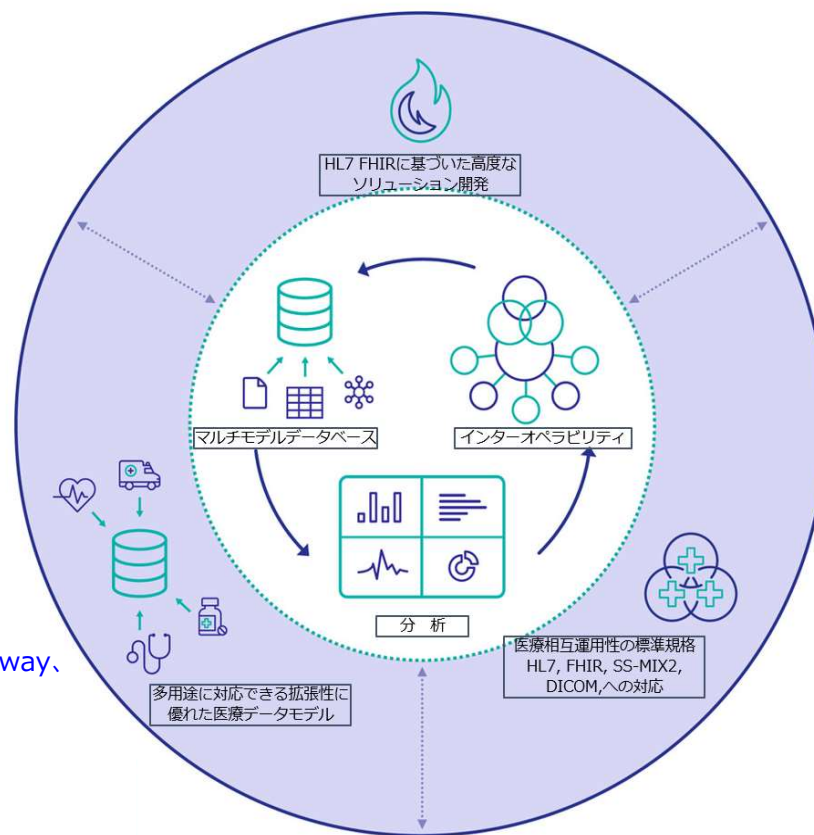 HL7 FHIRに基づいた高度な
ソリューション開発
マルチモデルデータベース
インターオペラビリティ
分　析
医療相互運用性の標準規格
HL7, FHIR, SS-MIX2,
DICOM,への対応
way、
多用途に対応できる拡張性に
優れた医療データモデル